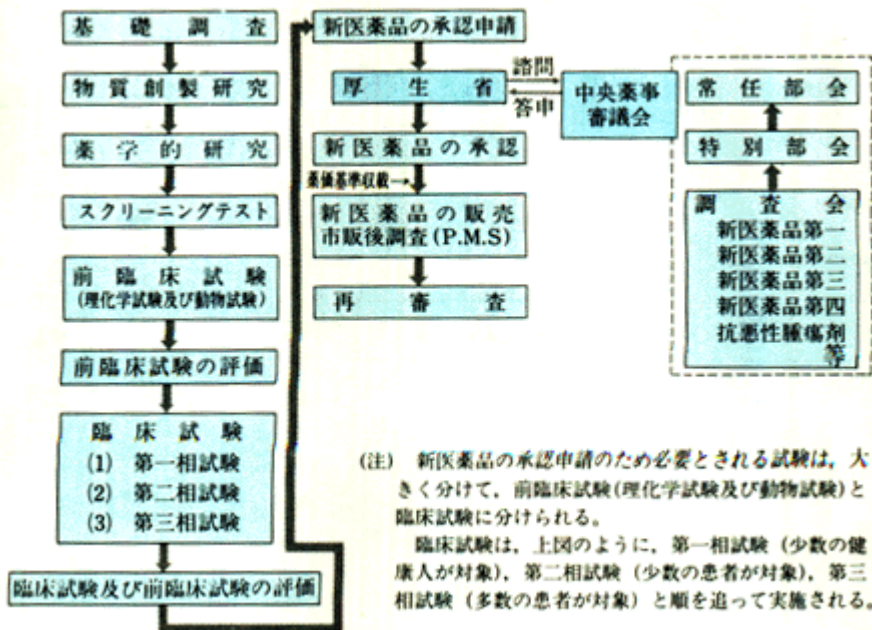 基礎調査
物質創製研究
薬学的研究
スクリーニングテスト
前臨床試験
(理化学試験及び動物試験)
前臨床試験の評価
臨床試験
(1) 第一相試験
(2) 第二相試験
(3) 第三相試験
臨床試験及び前臨床試験の評価
新医薬品の承認申請
厚生省
諮問
答申
中央薬事
審議会
新医薬品の承認
薬価基準収載→
新医薬品の販売
市販後調査(P.M.S)
再審査
常任部会
特別部会
調査会
新医薬品第一
新医薬品第二
新医薬品第三
新医薬品第四
抗悪性腫瘍剤
等
(注) 新医薬品の承認申請のため必要とされる試験は，大
きく分けて，前臨床試験(理化学試験及び動物試験)と
臨床試験に分けられる。
臨床試験は，上図のように，第一相試験（少数の健
康人が対象），第二相試験（少数の患者が対象），第三
相試験（多数の患者が対象）と順を追って実施される。